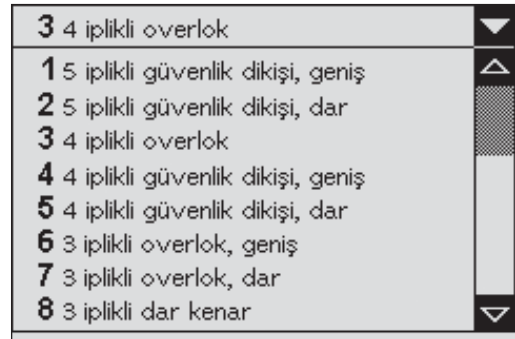 3 4 iplikli overlok
1 5 iplikli güvenlik dikişi, geniş
2 5 iplikli güvenlik dikişi, dar
3 4 iplikli overlok
4 4 iplikli güvenlik dikişi, geniş
5 4 iplikli güvenlik dikişi, dar
6 3 iplikli overlok, geniş
7 3 iplikli overlok, dar
8 3 iplikli dar kenar